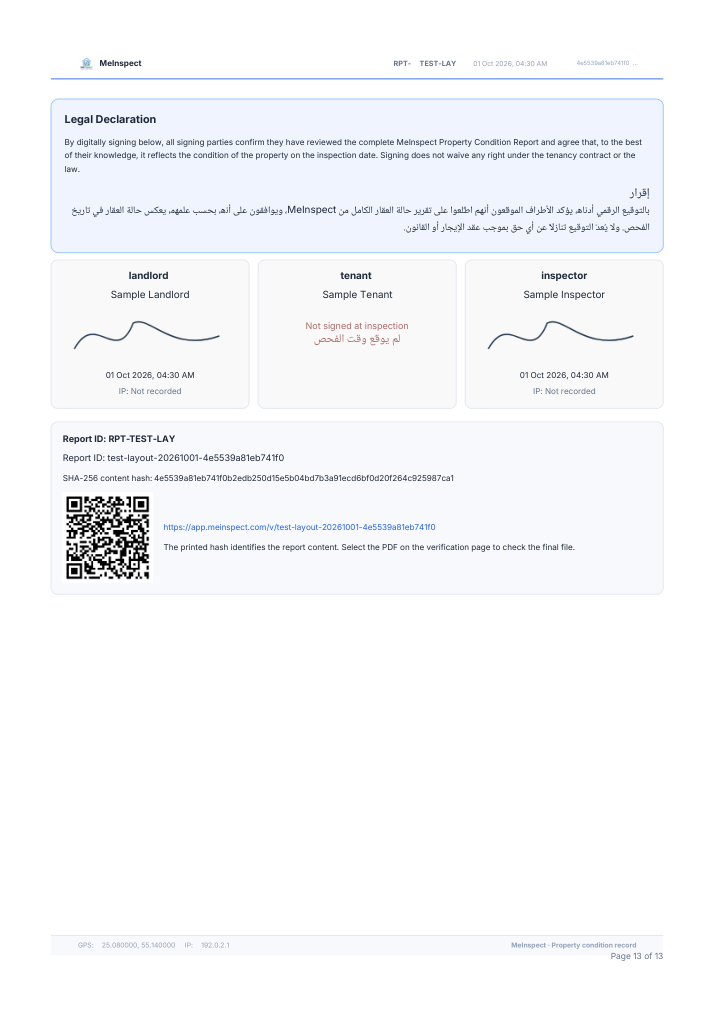 MeInspect
RPT- TEST-LAY 01 Oct 2026, 04:30 AM 4e5539a81eb741f0 ...
Legal Declaration
By digitally signing below, all signing parties confirm they have reviewed the complete MeInspect Property Condition Report and agree that, to the best
of their knowledge, it reflects the condition of the property on the inspection date. Signing does not waive any right under the tenancy contract or the
law.
إقرار
بالتوقيع الرقمي أدناه، يؤكد الأطراف الموقعون أنهم اطلعوا على تقرير حالة العقار الكامل من MeInspect، ويوافقون على أنه، بحسب علمهم، يعكس حالة العقار في تاريخ
الفحص. ولا يُعدّ التوقيع تنازلًا عن أي حق بموجب عقد الإيجار أو القانون.
landlord
Sample Landlord
01 Oct 2026, 04:30 AM
IP: Not recorded
tenant
Sample Tenant
Not signed at inspection
لم يوقع وقت الفحص
inspector
Sample Inspector
01 Oct 2026, 04:30 AM
IP: Not recorded
Report ID: RPT-TEST-LAY
Report ID: test-layout-20261001-4e5539a81eb741f0
SHA-256 content hash: 4e5539a81eb741f0b2edb250d15e5b04bd7b3a91ecd6bf0d20f264c925987ca1
https://app.meinspect.com/v/test-layout-20261001-4e5539a81eb741f0
The printed hash identifies the report content. Select the PDF on the verification page to check the final file.
GPS: 25.080000, 55.140000 IP: 192.0.2.1
MeInspect · Property condition record
Page 13 of 13